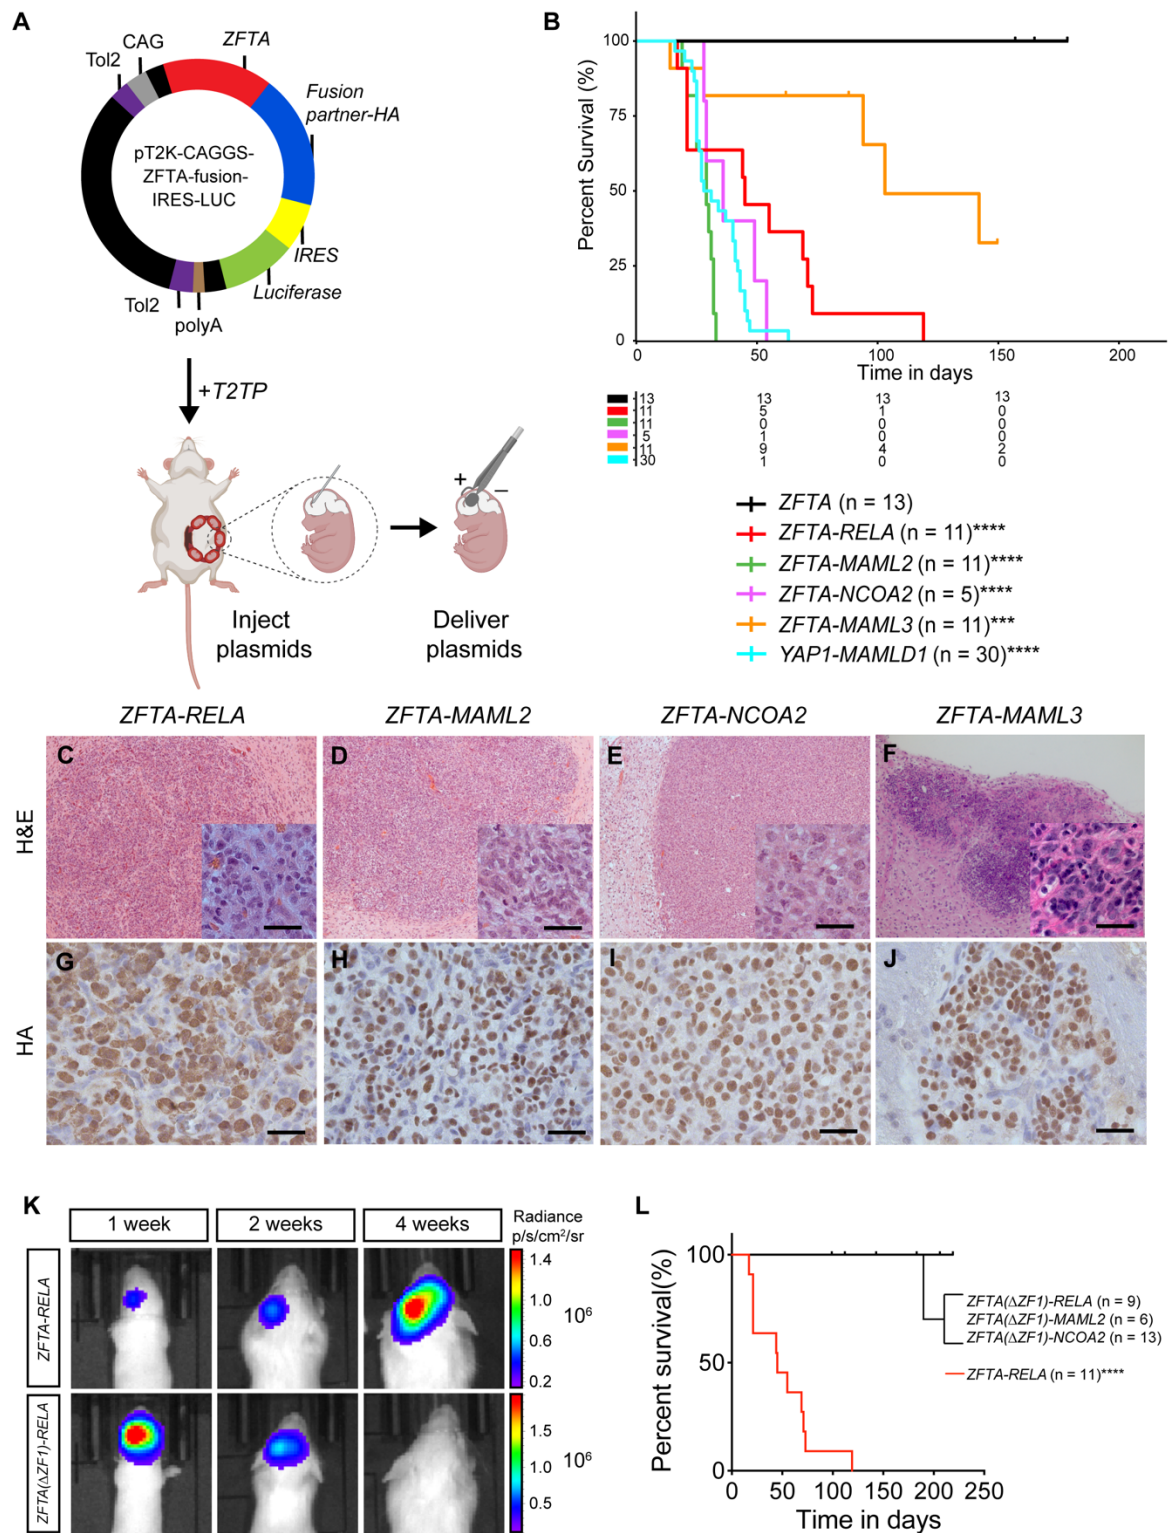 A
CAG
ZFTA
Tol2
Fusion
partner-HA
pT2K-CAGGS-
ZFTA-fusion-
IRES-LUC
IRES
Luciferase
Tol2
polyA
+T2TP
+
–
Inject
plasmids
Deliver
plasmids
B
Percent Survival (%)
100
75
50
25
0
0 50 100 150 200
Time in days
13 13 13 13
11 5 1 0
11 0 0 0
5 1 0 0
11 9 4 2
30 1 0 0
ZFTA (n = 13)
ZFTA-RELA (n = 11)****
ZFTA-MAML2 (n = 11)****
ZFTA-NCOA2 (n = 5)****
ZFTA-MAML3 (n = 11)***
YAP1-MAMLD1 (n = 30)****
ZFTA-RELA ZFTA-MAML2 ZFTA-NCOA2 ZFTA-MAML3
H&E
C D E F
HA
G H I J
K
1 week 2 weeks 4 weeks
Radiance
p/s/cm²/sr
ZFTA-RELA
1.4
1.0
0.6
0.2
10⁶
ZFTA(ΔZF1)-RELA
1.5
1.0
0.5
10⁶
L
Percent survival(%)
100
50
0
0 50 100 150 200 250
Time in days
ZFTA(ΔZF1)-RELA (n = 9)
ZFTA(ΔZF1)-MAML2 (n = 6)
ZFTA(ΔZF1)-NCOA2 (n = 13)
ZFTA-RELA (n = 11)****